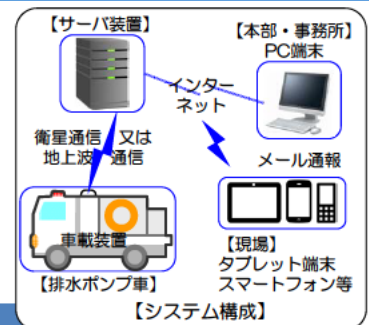 【サーバ装置】
【本部・事務所】
PC端末
インター
ネット
衛星通信 又は
地上波 通信
メール通報
車載装置
【現場】
タブレット端末
スマートフォン等
【排水ポンプ車】
【システム構成】